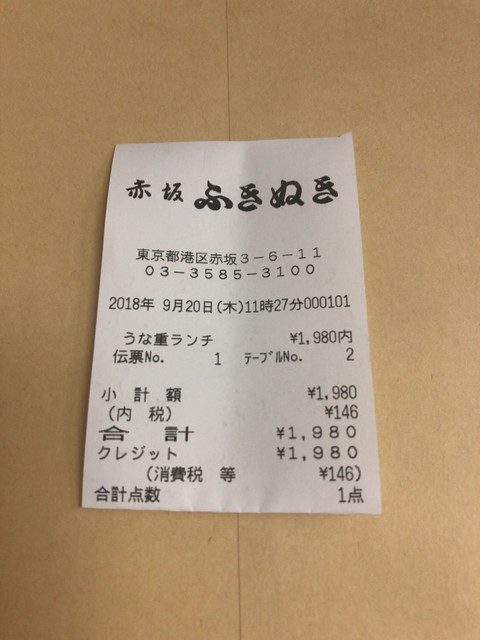 赤坂 ふきぬき
東京都港区赤坂3-6-11
03-3585-3100
2018年 9月20日(木)11時27分000101
うな重ランチ ¥1,980内
伝票No. 1 テーブルNo. 2
小 計 額 ¥1,980
(内 税) ¥146
合 計 ¥1,980
クレジット ¥1,980
(消費税 等 ¥146)
合計点数 1点